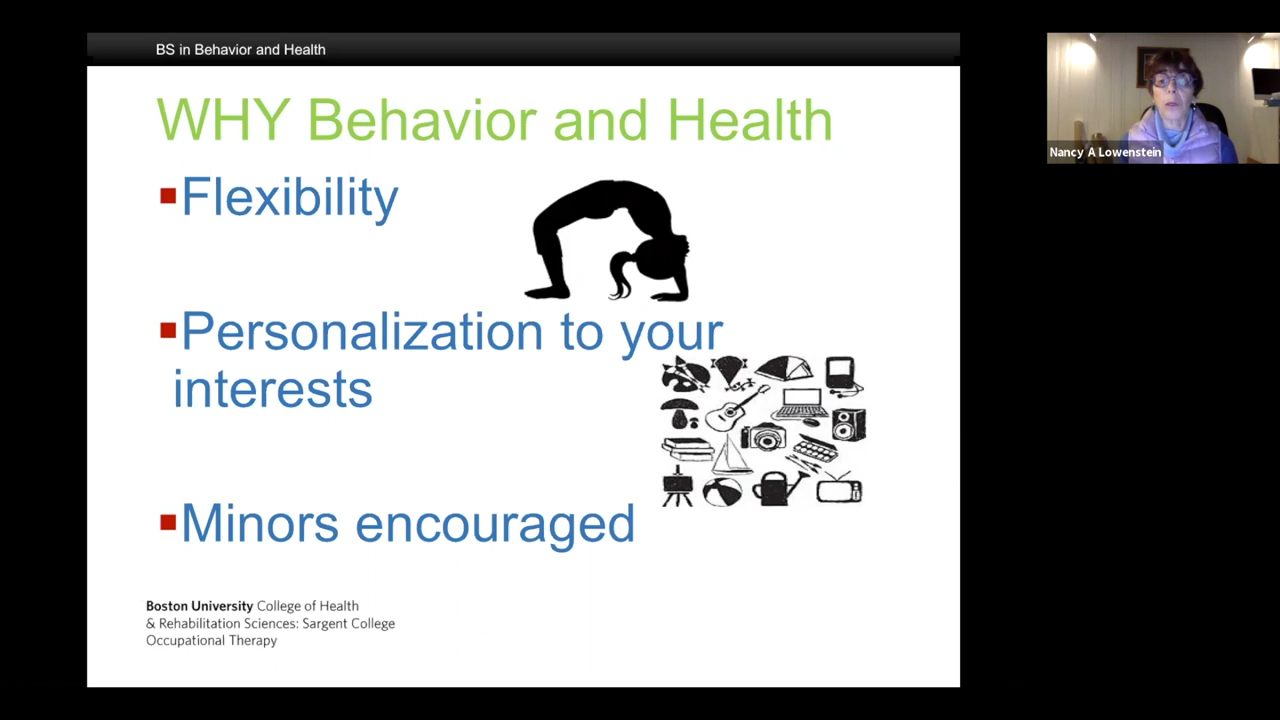 BS in Behavior and Health
WHY Behavior and Health
Flexibility
Personalization to your
interests
Minors encouraged
Boston University College of Health
& Rehabilitation Sciences: Sargent College
Occupational Therapy
Nancy A Lowenstein